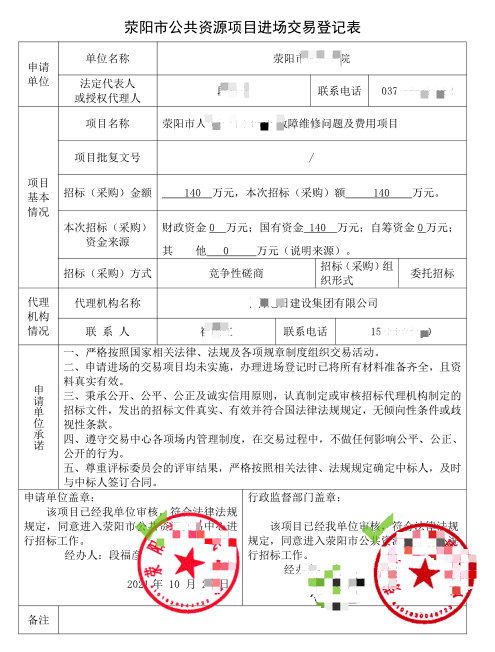 荥阳市公共资源项目进场交易登记表
申请单位
单位名称
荥阳市
院
法定代表人
或授权代理人
联系电话
037
项目基本情况
项目名称
荥阳市人
故障维修问题及费用项目
项目批复文号
/
招标（采购）金额
140 万元，本次招标（采购）额 140 万元。
本次招标（采购）资金来源
财政资金 0 万元；国有资金 140 万元；自筹资金 0 万元；
其 他 0 万元（说明来源）。
招标（采购）方式
竞争性磋商
招标（采购）组织形式
委托招标
代理机构情况
代理机构名称
建设集团有限公司
联 系 人
联系电话
15
申请单位承诺
一、严格按照国家相关法律、法规及各项规章制度组织交易活动。
二、申请进场的交易项目均未实施，办理进场登记时已将所有材料准备齐全，且资
料真实有效。
三、秉承公开、公平、公正及诚实信用原则，认真制定或审核招标代理机构制定的
招标文件，发出的招标文件真实、有效并符合国法律法规规定，无倾向性条件或歧
视性条款。
四、遵守交易中心各项场内管理制度，在交易过程中，不做任何影响公平、公正、
公开的行为。
五、尊重评标委员会的评审结果，严格按照相关法律、法规规定确定中标人，及时
与中标人签订合同。
申请单位盖章：
该项目已经我单位审核，符合法律法规
规定，同意进入荥阳市公共资
中心进
行招标工作。
经办人：段福彦
年 10 月
日
行政监督部门盖章：
该项目已经我单位审核，符合法律法规
规定，同意进入荥阳市公共资
进
行招标工作。
经办
备注